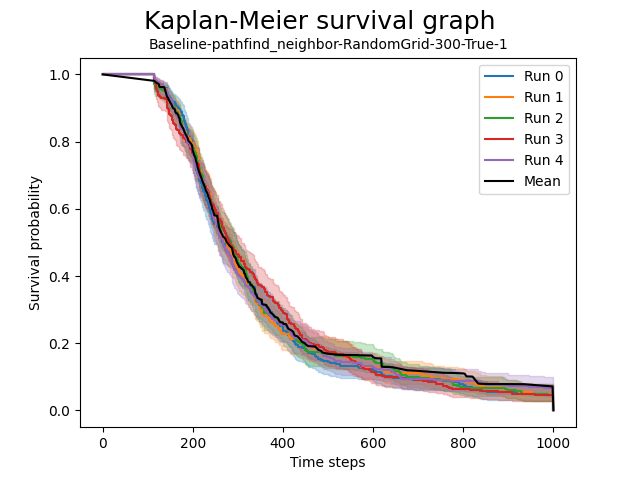 Kaplan-Meier survival graph
Baseline-pathfind_neighbor-RandomGrid-300-True-1
Survival probability
1.0
0.8
0.6
0.4
0.2
0.0
Run 0
Run 1
Run 2
Run 3
Run 4
Mean
0 200 400 600 800 1000
Time steps